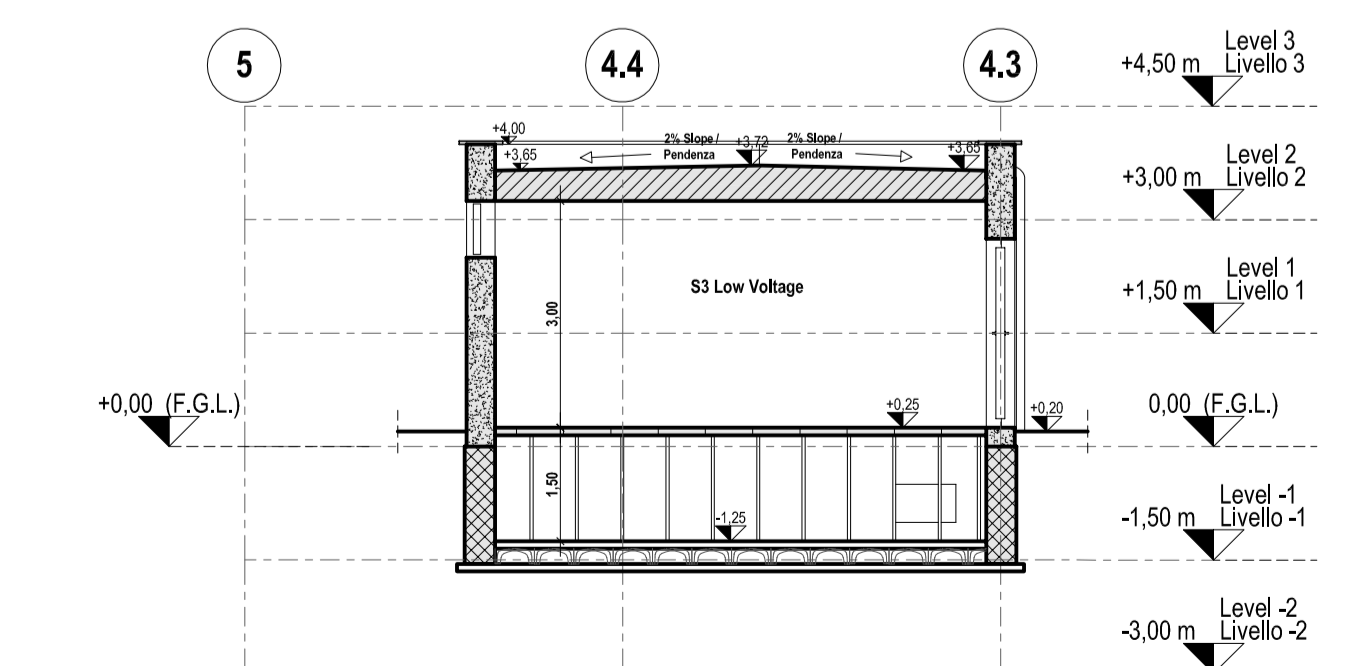 5
4.4
4.3
Level 3
+4,50 m Livello 3
+4,00
2% Slope /
+3,72
2% Slope /
+3,65
Pendenza
Pendenza
+3,65
Level 2
+3,00 m Livello 2
S3 Low Voltage
Level 1
+1,50 m Livello 1
3,00
+0,00 (F.G.L.)
+0,25
+0,20
0,00 (F.G.L.)
1,50
-1,25
Level -1
-1,50 m Livello -1
Level -2
-3,00 m Livello -2